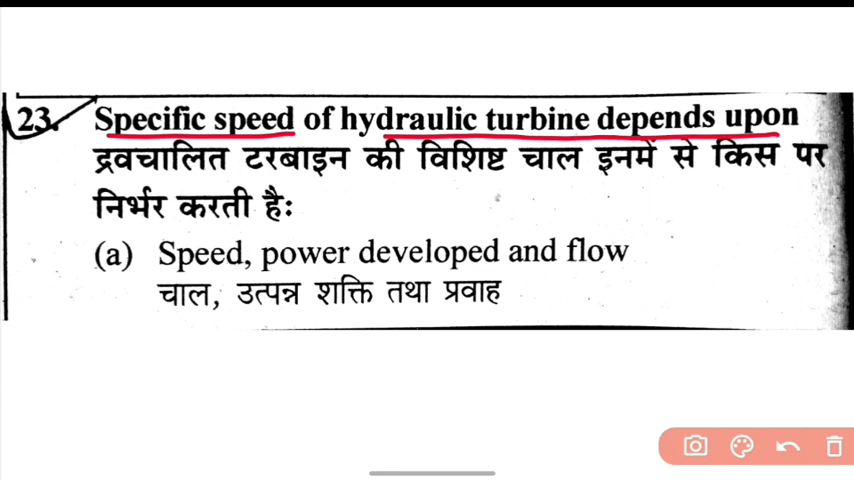 23. Specific speed of hydraulic turbine depends upon
द्रवचालित टरबाइन की विशिष्ट चाल इनमें से किस पर
निर्भर करती है:
(a) Speed, power developed and flow
चाल, उत्पन्न शक्ति तथा प्रवाह